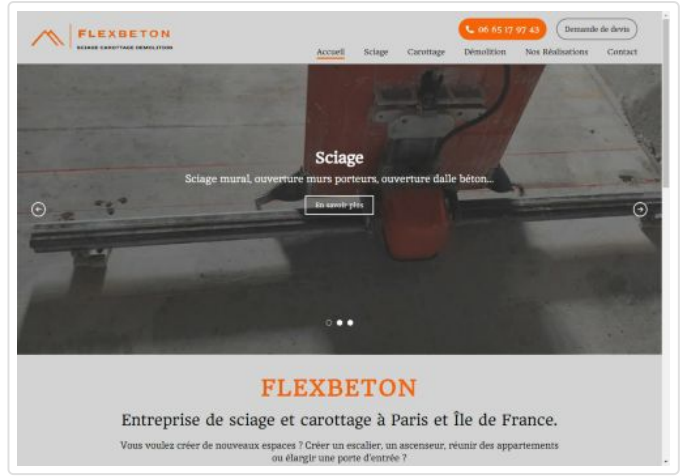 FLEXBETON
SCIAGE CAROTTAGE DEMOLITION
06 65 17 97 43
Demande de devis
Accueil Sciage Carottage Démolition Nos Réalisations Contact
Sciage
Sciage mural, ouverture murs porteurs, ouverture dalle béton...
En savoir plus
FLEXBETON
Entreprise de sciage et carottage à Paris et Île de France.
Vous voulez créer de nouveaux espaces ? Créer un escalier, un ascenseur, réunir des appartements
ou élargir une porte d'entrée ?